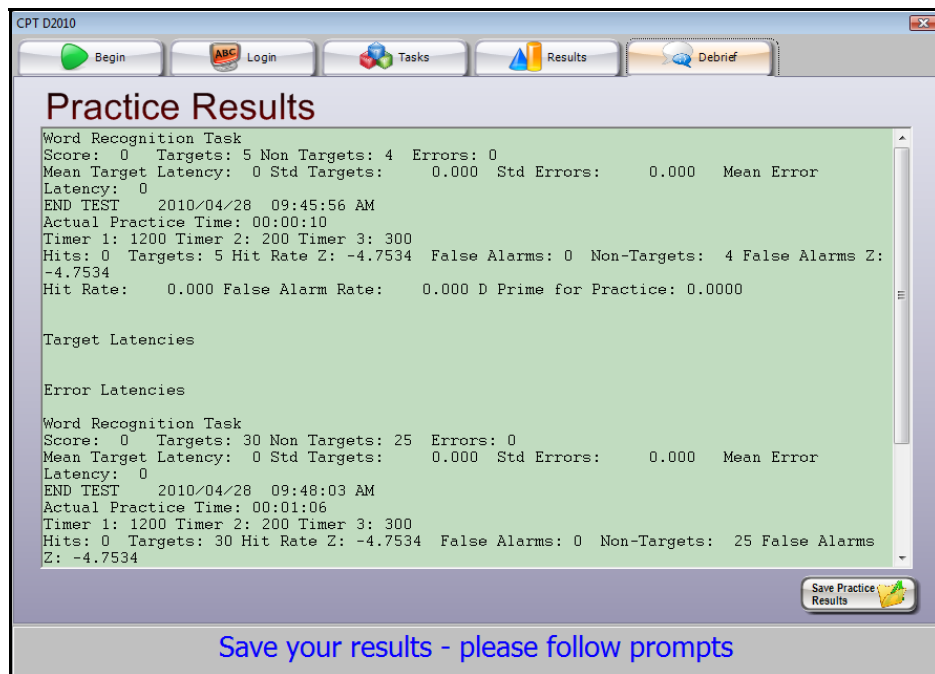 CPT D2010
Begin
ABC
Login
Tasks
Results
Debrief
Practice Results
Word Recognition Task
Score: 0 Targets: 5 Non Targets: 4 Errors: 0
Mean Target Latency: 0 Std Targets: 0.000 Std Errors: 0.000 Mean Error
Latency: 0
END TEST 2010/04/28 09:45:56 AM
Actual Practice Time: 00:00:10
Timer 1: 1200 Timer 2: 200 Timer 3: 300
Hits: 0 Targets: 5 Hit Rate Z: -4.7534 False Alarms: 0 Non-Targets: 4 False Alarms Z:
-4.7534
Hit Rate: 0.000 False Alarm Rate: 0.000 D Prime for Practice: 0.0000
Target Latencies
Error Latencies
Word Recognition Task
Score: 0 Targets: 30 Non Targets: 25 Errors: 0
Mean Target Latency: 0 Std Targets: 0.000 Std Errors: 0.000 Mean Error
Latency: 0
END TEST 2010/04/28 09:48:03 AM
Actual Practice Time: 00:01:06
Timer 1: 1200 Timer 2: 200 Timer 3: 300
Hits: 0 Targets: 30 Hit Rate Z: -4.7534 False Alarms: 0 Non-Targets: 25 False Alarms
Z: -4.7534
Save Practice
Results
Save your results - please follow prompts